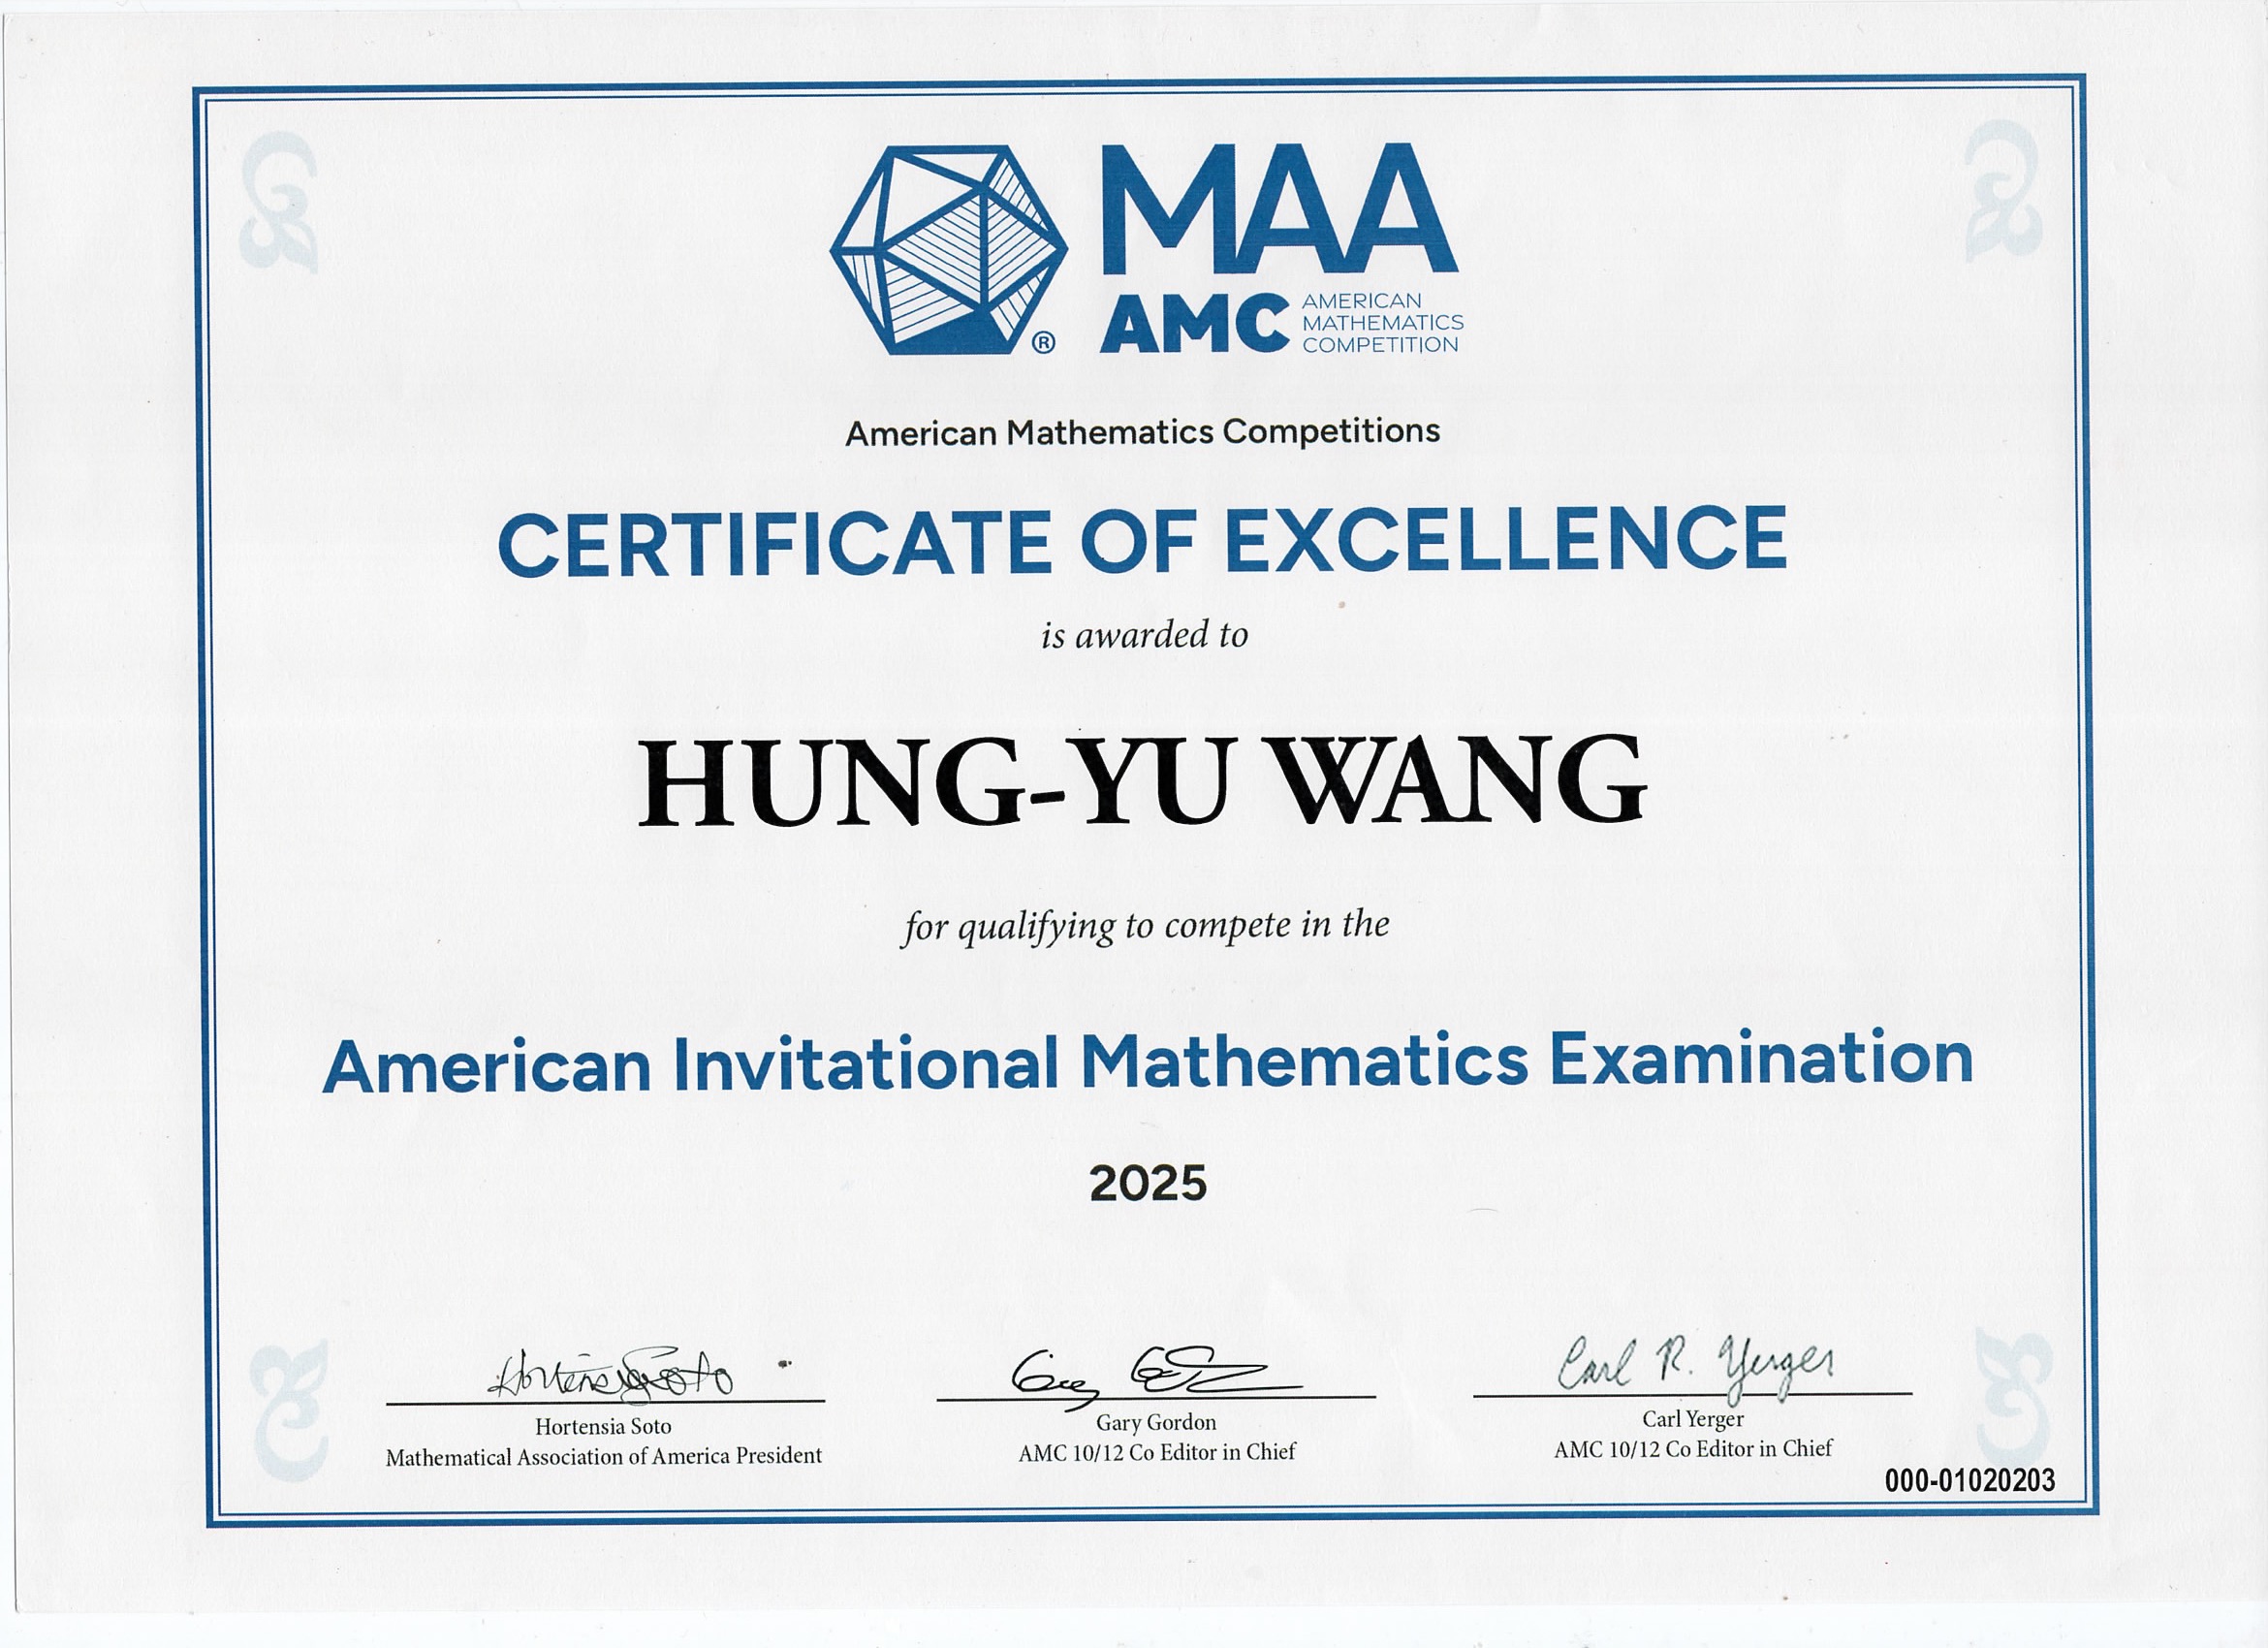 MAA
AMC AMERICAN
MATHEMATICS
COMPETITION
®
American Mathematics Competitions
CERTIFICATE OF EXCELLENCE
is awarded to
HUNG-YU WANG
for qualifying to compete in the
American Invitational Mathematics Examination
2025
Hortensia Soto
Gary Gordon
Carl R. Yerger
Hortensia Soto
Mathematical Association of America President
Gary Gordon
AMC 10/12 Co Editor in Chief
Carl Yerger
AMC 10/12 Co Editor in Chief
000-01020203